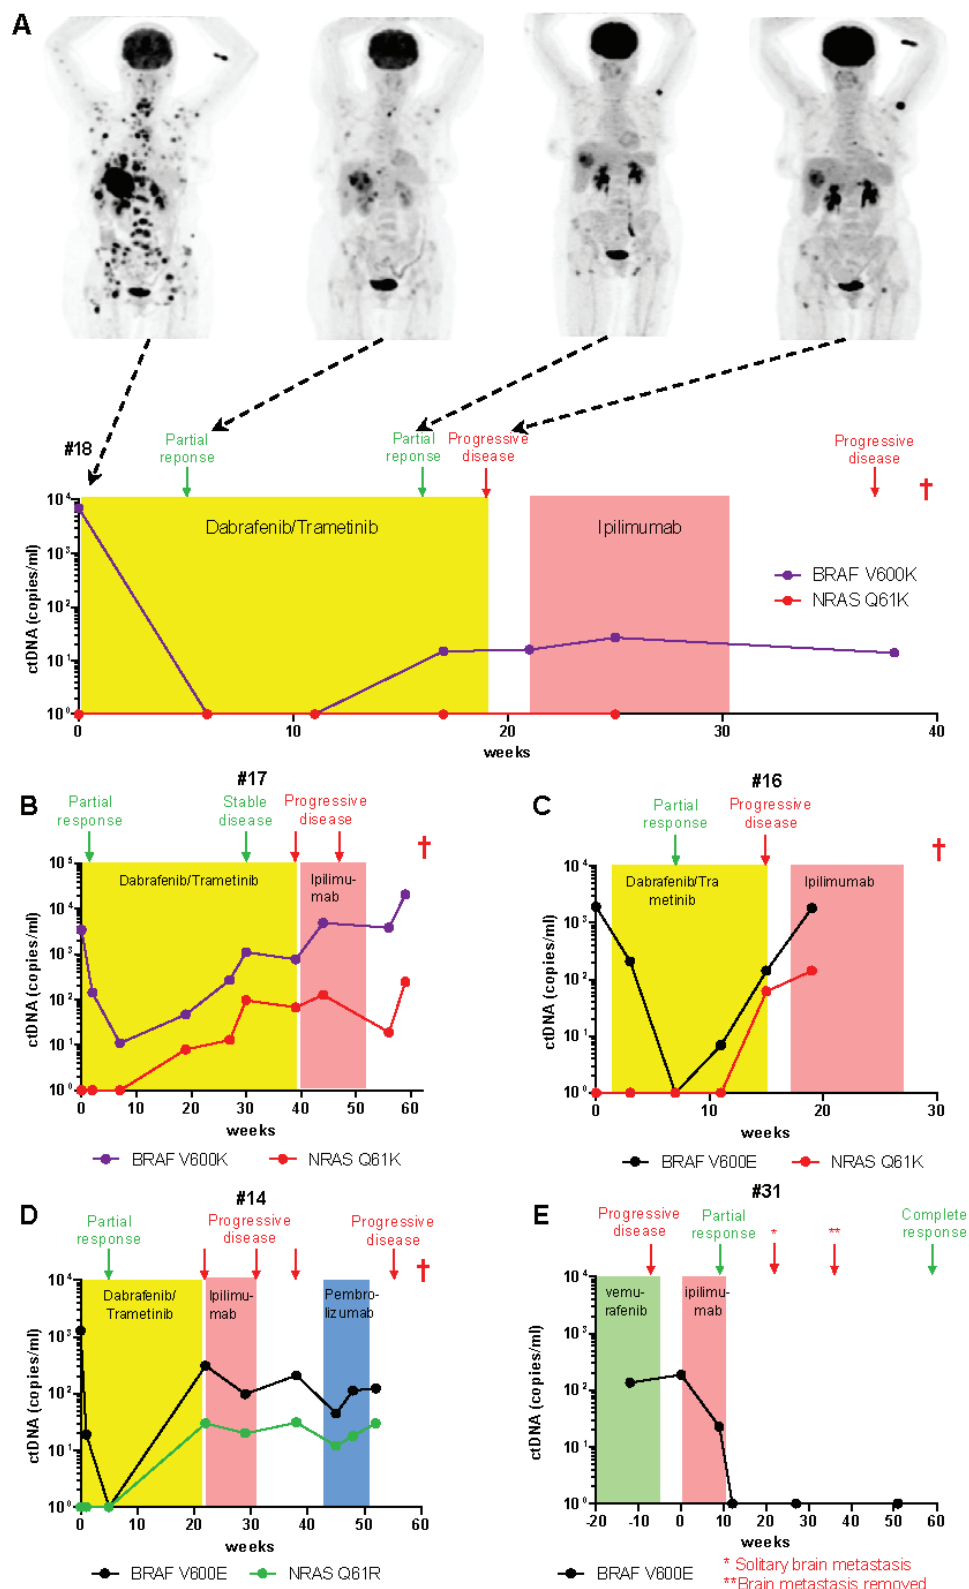 A
#18
Partial
reponse
Partial
reponse
Progressive
disease
Progressive
disease
†
Dabrafenib/Trametinib
Ipilimumab
BRAF V600K
NRAS Q61K
ctDNA (copies/ml)
10⁴
10³
10²
10¹
10⁰
0 10 20 30 40
weeks
B
#17
Partial
response
Stable
disease
Progressive
disease
†
Dabrafenib/Trametinib
Ipilimu-
mab
ctDNA (copies/ml)
10⁵
10⁴
10³
10²
10¹
10⁰
0 10 20 30 40 50 60
weeks
BRAF V600K NRAS Q61K
C
#16
Partial
response
Progressive
disease
†
Dabrafenib/Tra
metinib
Ipilimumab
ctDNA (copies/ml)
10⁴
10³
10²
10¹
10⁰
0 10 20 30
weeks
BRAF V600E NRAS Q61K
D
#14
Partial
response
Progressive
disease
Progressive
disease
†
Dabrafenib/
Trametinib
Ipilimu-
mab
Pembro-
lizumab
ctDNA (copies/ml)
10⁴
10³
10²
10¹
10⁰
0 10 20 30 40 50 60
weeks
BRAF V600E NRAS Q61R
E
#31
Progressive
disease
Partial
response
*
**
Complete
response
vemu-
rafenib
ipilimu-
mab
ctDNA (copies/ml)
10⁴
10³
10²
10¹
10⁰
-20 -10 0 10 20 30 40 50 60
weeks
BRAF V600E
* Solitary brain metastasis
**Brain metastasis removed